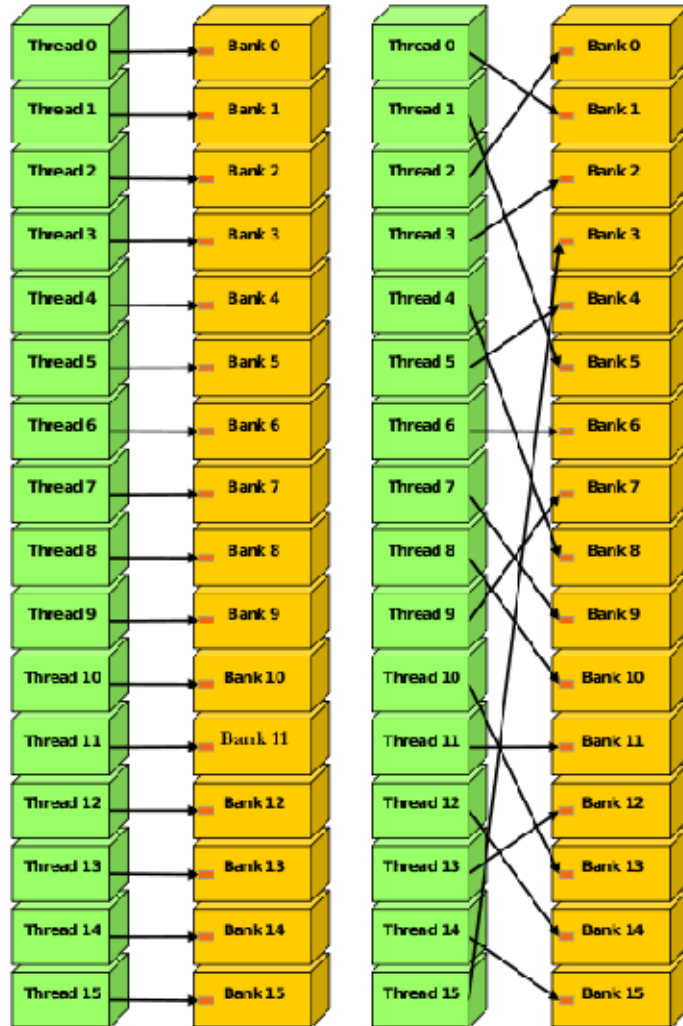 Thread 0 Bank 0 Thread 0 Bank 0
Thread 1 Bank 1 Thread 1 Bank 1
Thread 2 Bank 2 Thread 2 Bank 2
Thread 3 Bank 3 Thread 3 Bank 3
Thread 4 Bank 4 Thread 4 Bank 4
Thread 5 Bank 5 Thread 5 Bank 5
Thread 6 Bank 6 Thread 6 Bank 6
Thread 7 Bank 7 Thread 7 Bank 7
Thread 8 Bank 8 Thread 8 Bank 8
Thread 9 Bank 9 Thread 9 Bank 9
Thread 10 Bank 10 Thread 10 Bank 10
Thread 11 Bank 11 Thread 11 Bank 11
Thread 12 Bank 12 Thread 12 Bank 12
Thread 13 Bank 13 Thread 13 Bank 13
Thread 14 Bank 14 Thread 14 Bank 14
Thread 15 Bank 15 Thread 15 Bank 15